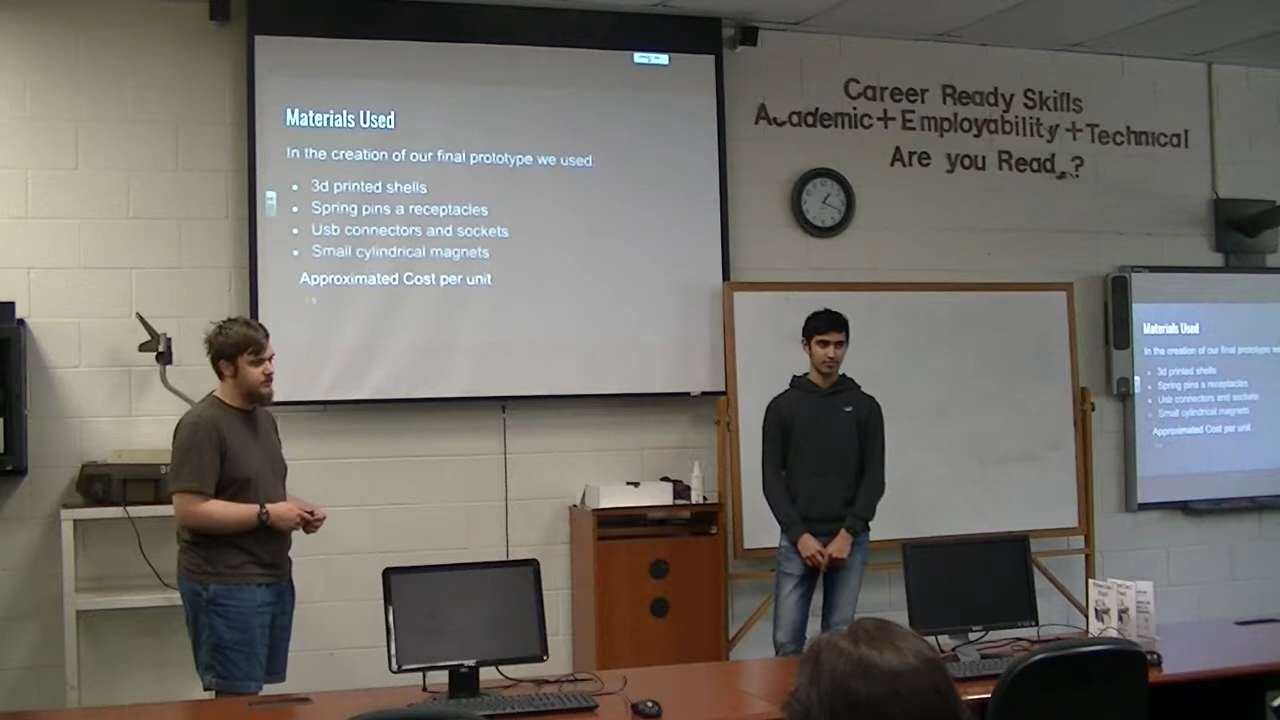 Materials Used
In the creation of our final prototype we used:
3d printed shells
Spring pins a receptacles
Usb connectors and sockets
Small cylindrical magnets
Approximated Cost per unit
Career Ready Skills
Academic+Employability+Technical
Are you Read ?
Materials Used
In the creation of our final prototype
3d printed shells
Spring pins a receptacles
Usb connectors and sockets
Small cylindrical magnets
Approximated Cost per unit